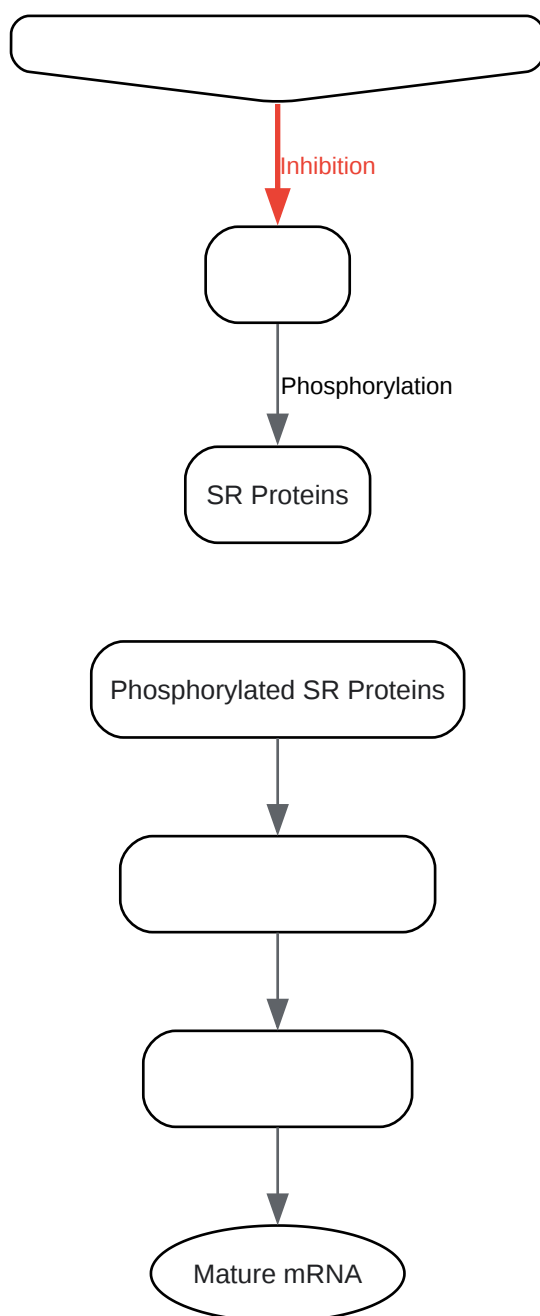 Inhibition
Phosphorylation
SR Proteins
Phosphorylated SR Proteins
Mature mRNA